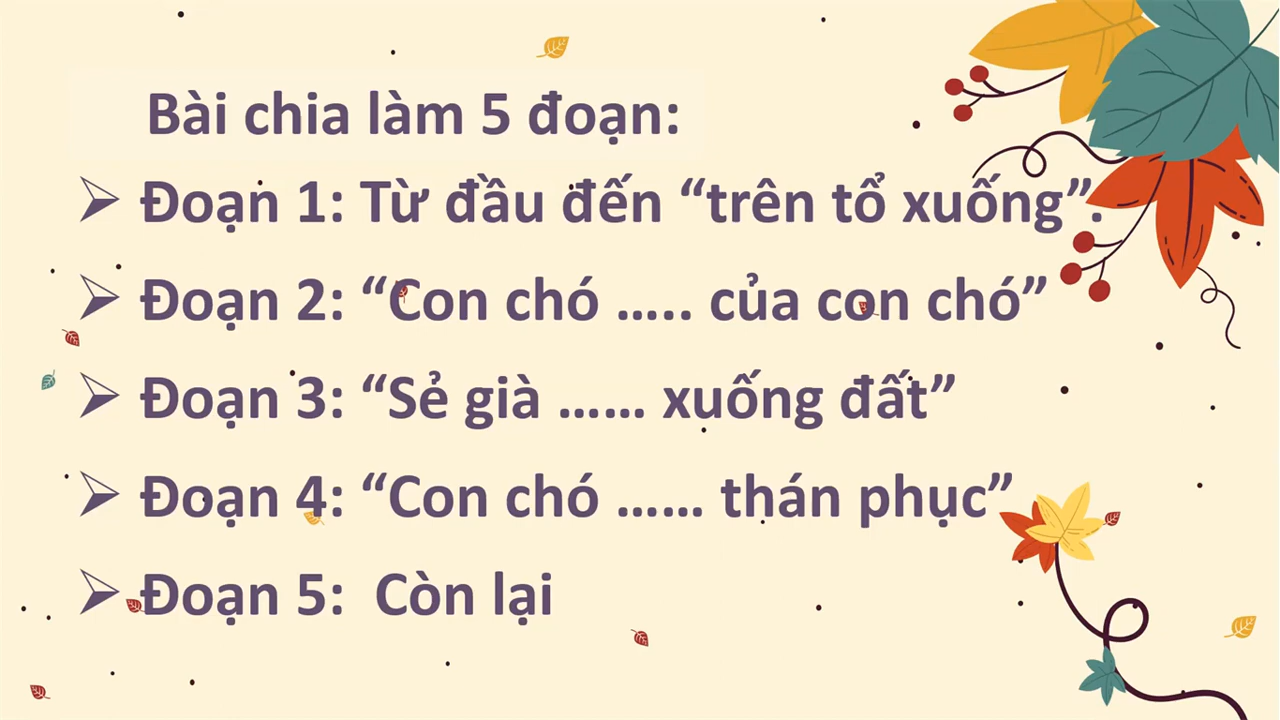 Bài chia làm 5 đoạn:
Đoạn 1: Từ đầu đến “trên tổ xuống”.
Đoạn 2: “Con chó ….. của con chó”
Đoạn 3: “Sẻ già …… xuống đất”
Đoạn 4: “Con chó …… thán phục”
Đoạn 5: Còn lại